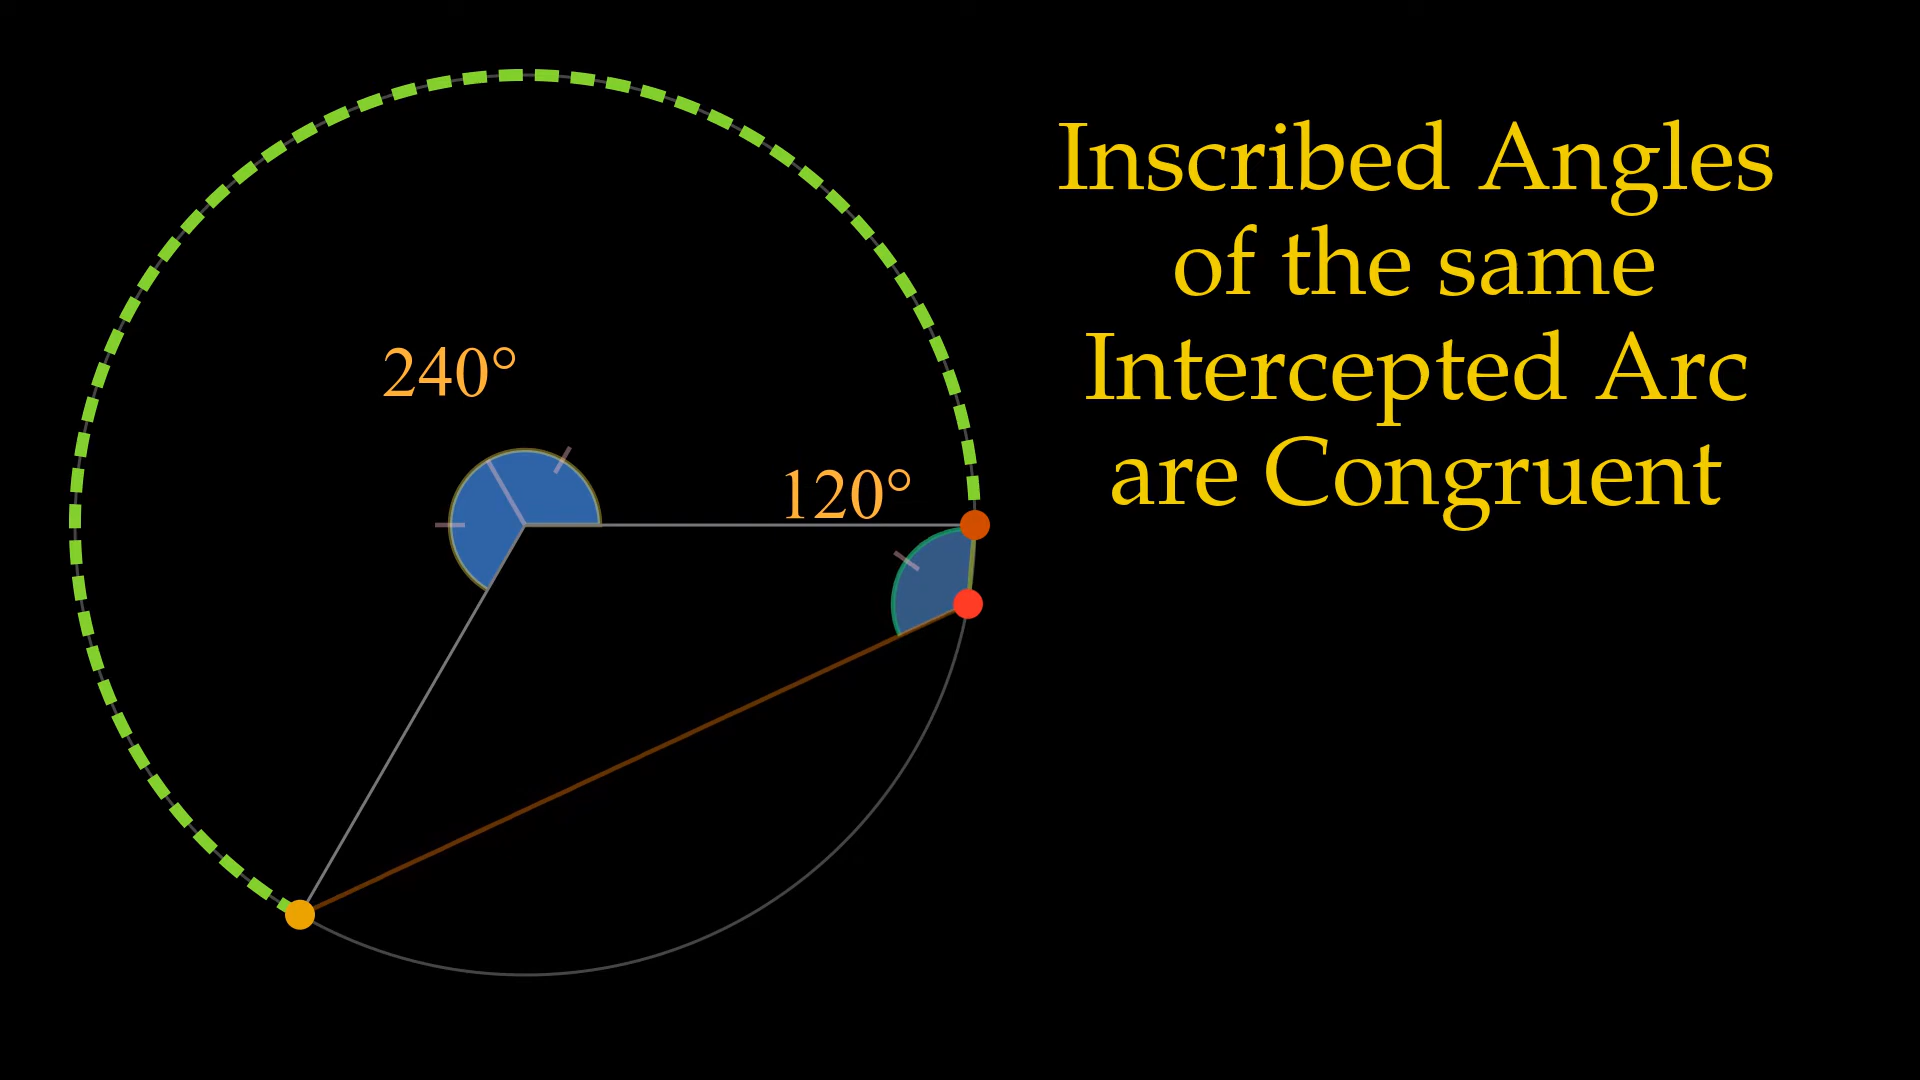 Inscribed Angles
of the same
Intercepted Arc
are Congruent
240°
120°